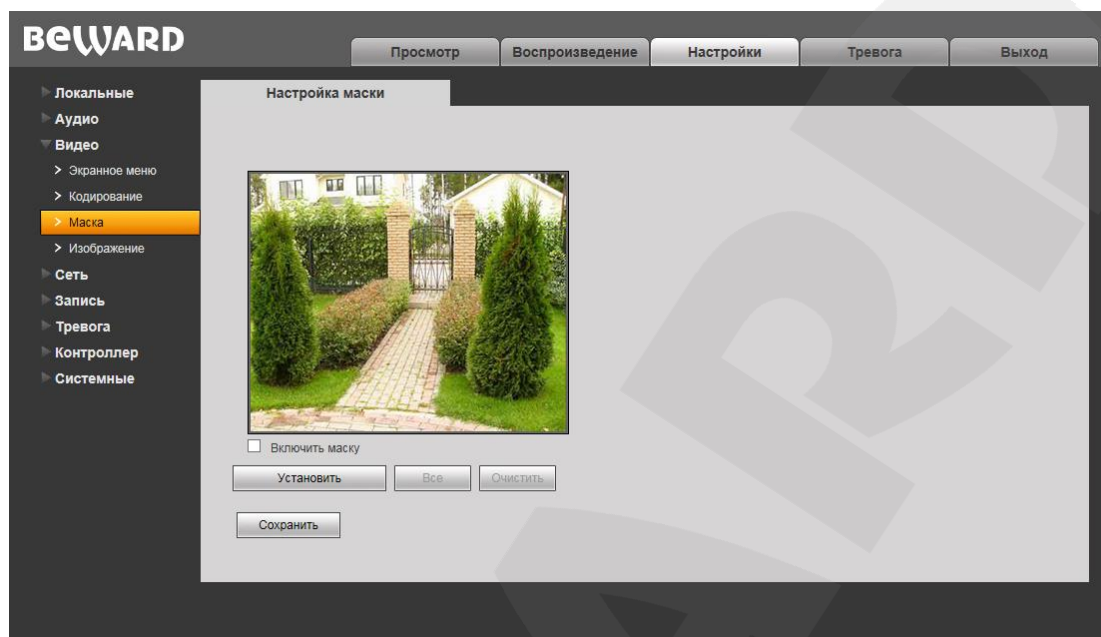 BEWARD
Просмотр
Воспроизведение
Настройки
Тревога
Выход
Локальные
Аудио
Видео
> Экранное меню
> Кодирование
> Маска
> Изображение
Сеть
Запись
Тревога
Контроллер
Системные
Настройка маски
Включить маску
Установить
Все
Очистить
Сохранить